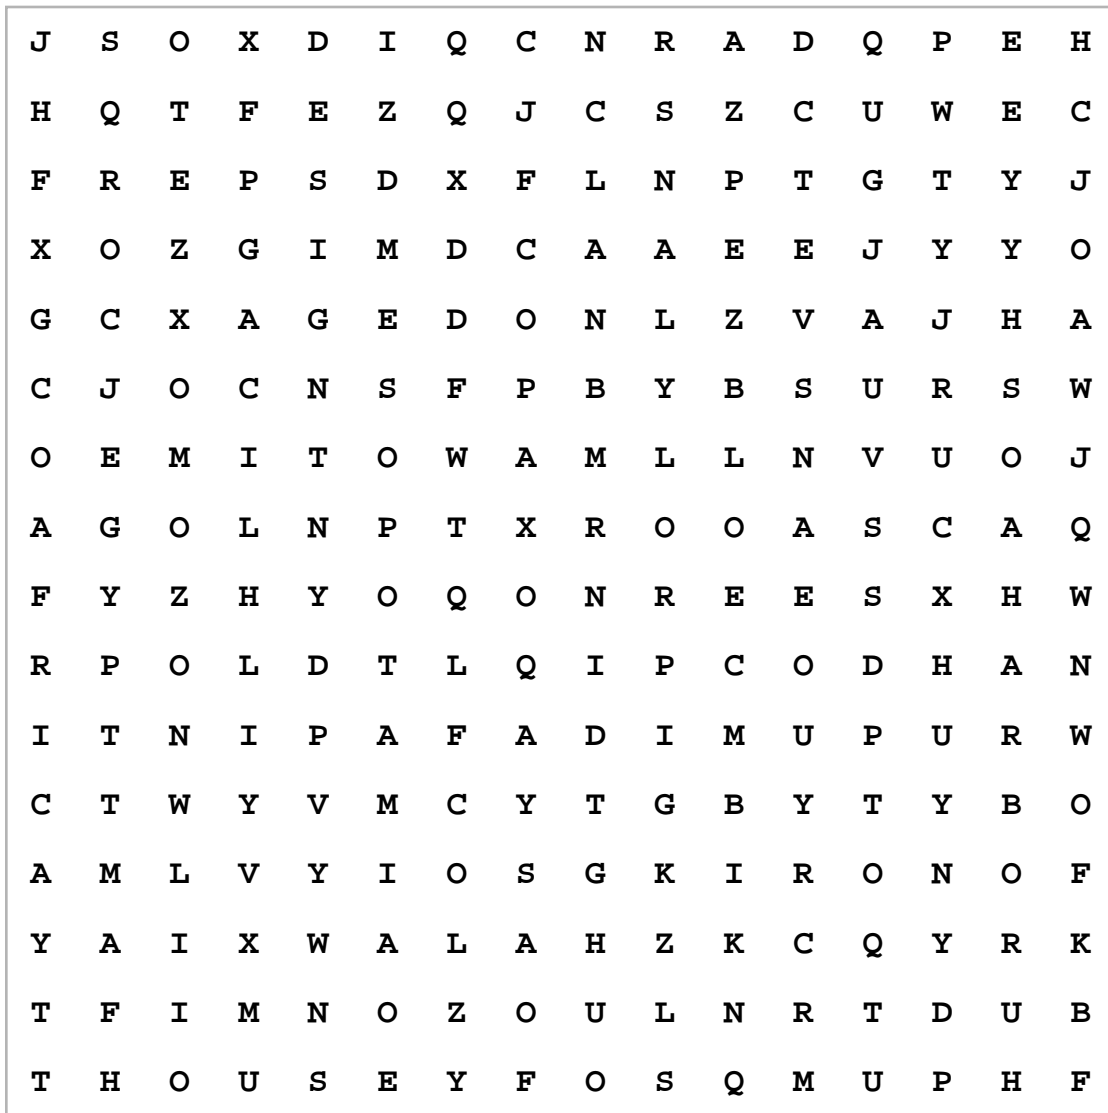 J S O X D I Q C N R A D Q P E H
H Q T F E Z Q J C S Z C U W E C
F R E P S D X F L N P T G T Y J
X O Z G I M D C A A E E J Y Y O
G C X A G E D O N L Z V A J H A
C J O C N S F P B Y B S U R S W
O E M I T O W A M L L N V U O J
A G O L N P T X R O O A S C A Q
F Y Z H Y O Q O N R E E S X H W
R P O L D T L Q I P C O D H A N
I T N I P A F A D I M U P U R W
C T W Y V M C Y T G B Y T Y B O
A M L V Y I O S G K I R O N O F
Y A I X W A L A H Z K C Q Y R K
T F I M N O Z O U L N R T D U B
T H O U S E Y F O S Q M U P H F